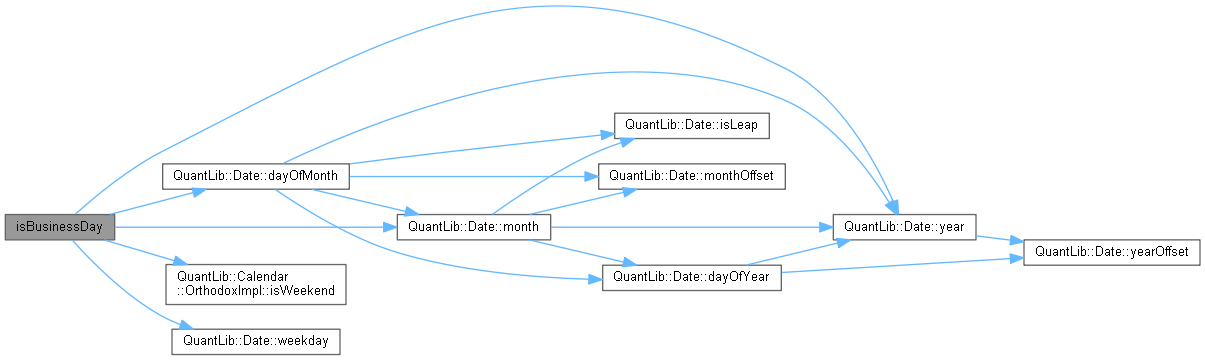 isBusinessDay
QuantLib::Date::dayOfMonth
QuantLib::Calendar
::OrthodoxImpl::isWeekend
QuantLib::Date::weekday
QuantLib::Date::month
QuantLib::Date::isLeap
QuantLib::Date::monthOffset
QuantLib::Date::dayOfYear
QuantLib::Date::year
QuantLib::Date::yearOffset